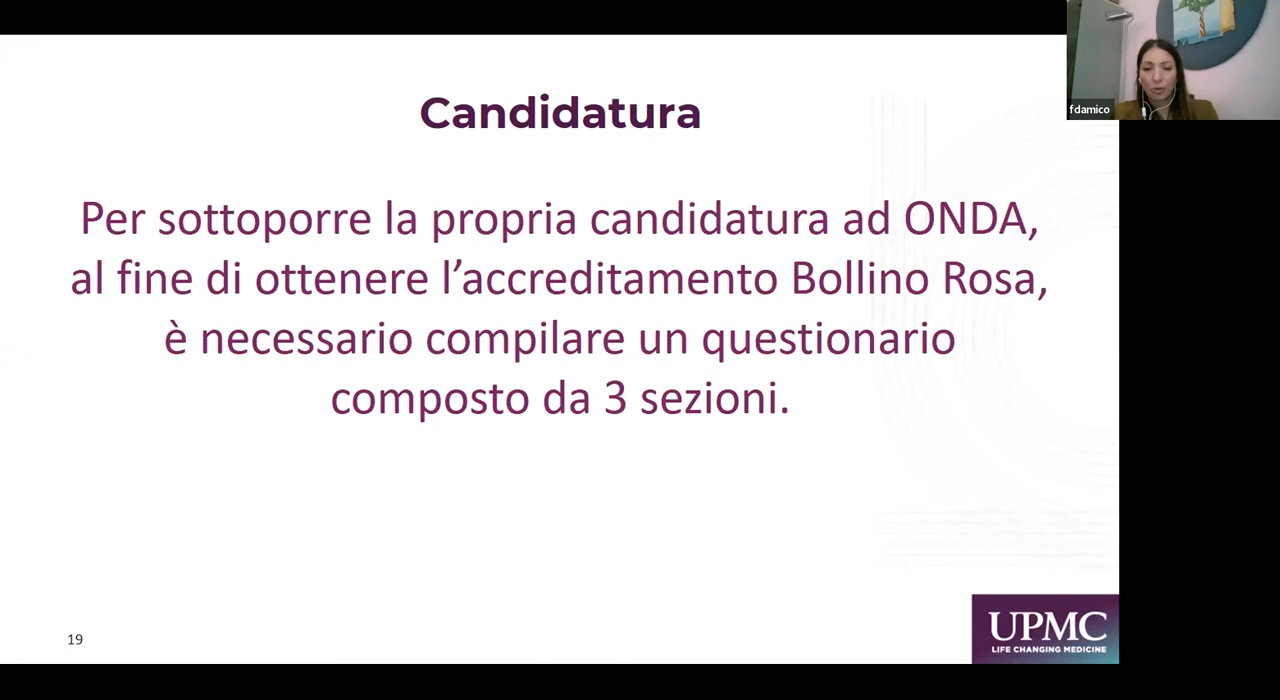 Candidatura
Per sottoporre la propria candidatura ad ONDA,
al fine di ottenere l’accreditamento Bollino Rosa,
è necessario compilare un questionario
composto da 3 sezioni.
19
UPMC
LIFE CHANGING MEDICINE
fdamico